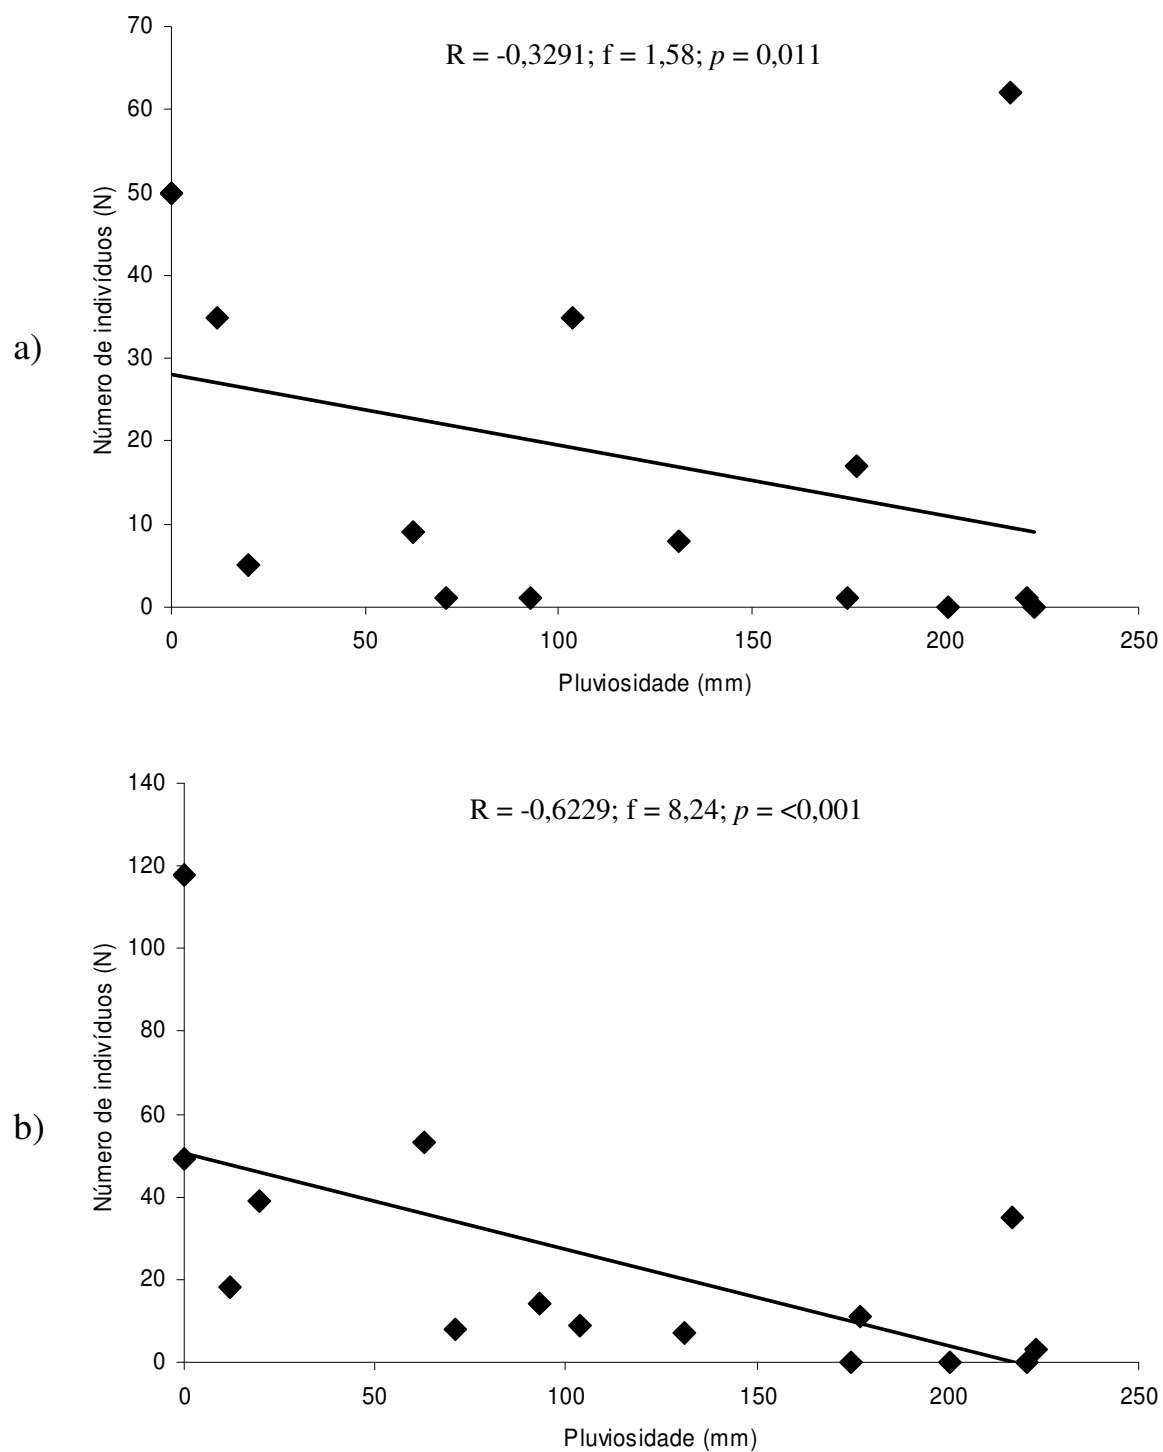 70
R = -0,3291; f = 1,58; p = 0,011
60
50
40
30
20
10
0
Número de indivíduos (N)
a)
0 50 100 150 200 250
Pluviosidade (mm)
140
R = -0,6229; f = 8,24; p = <0,001
120
100
80
60
40
20
0
Número de indivíduos (N)
b)
0 50 100 150 200 250
Pluviosidade (mm)